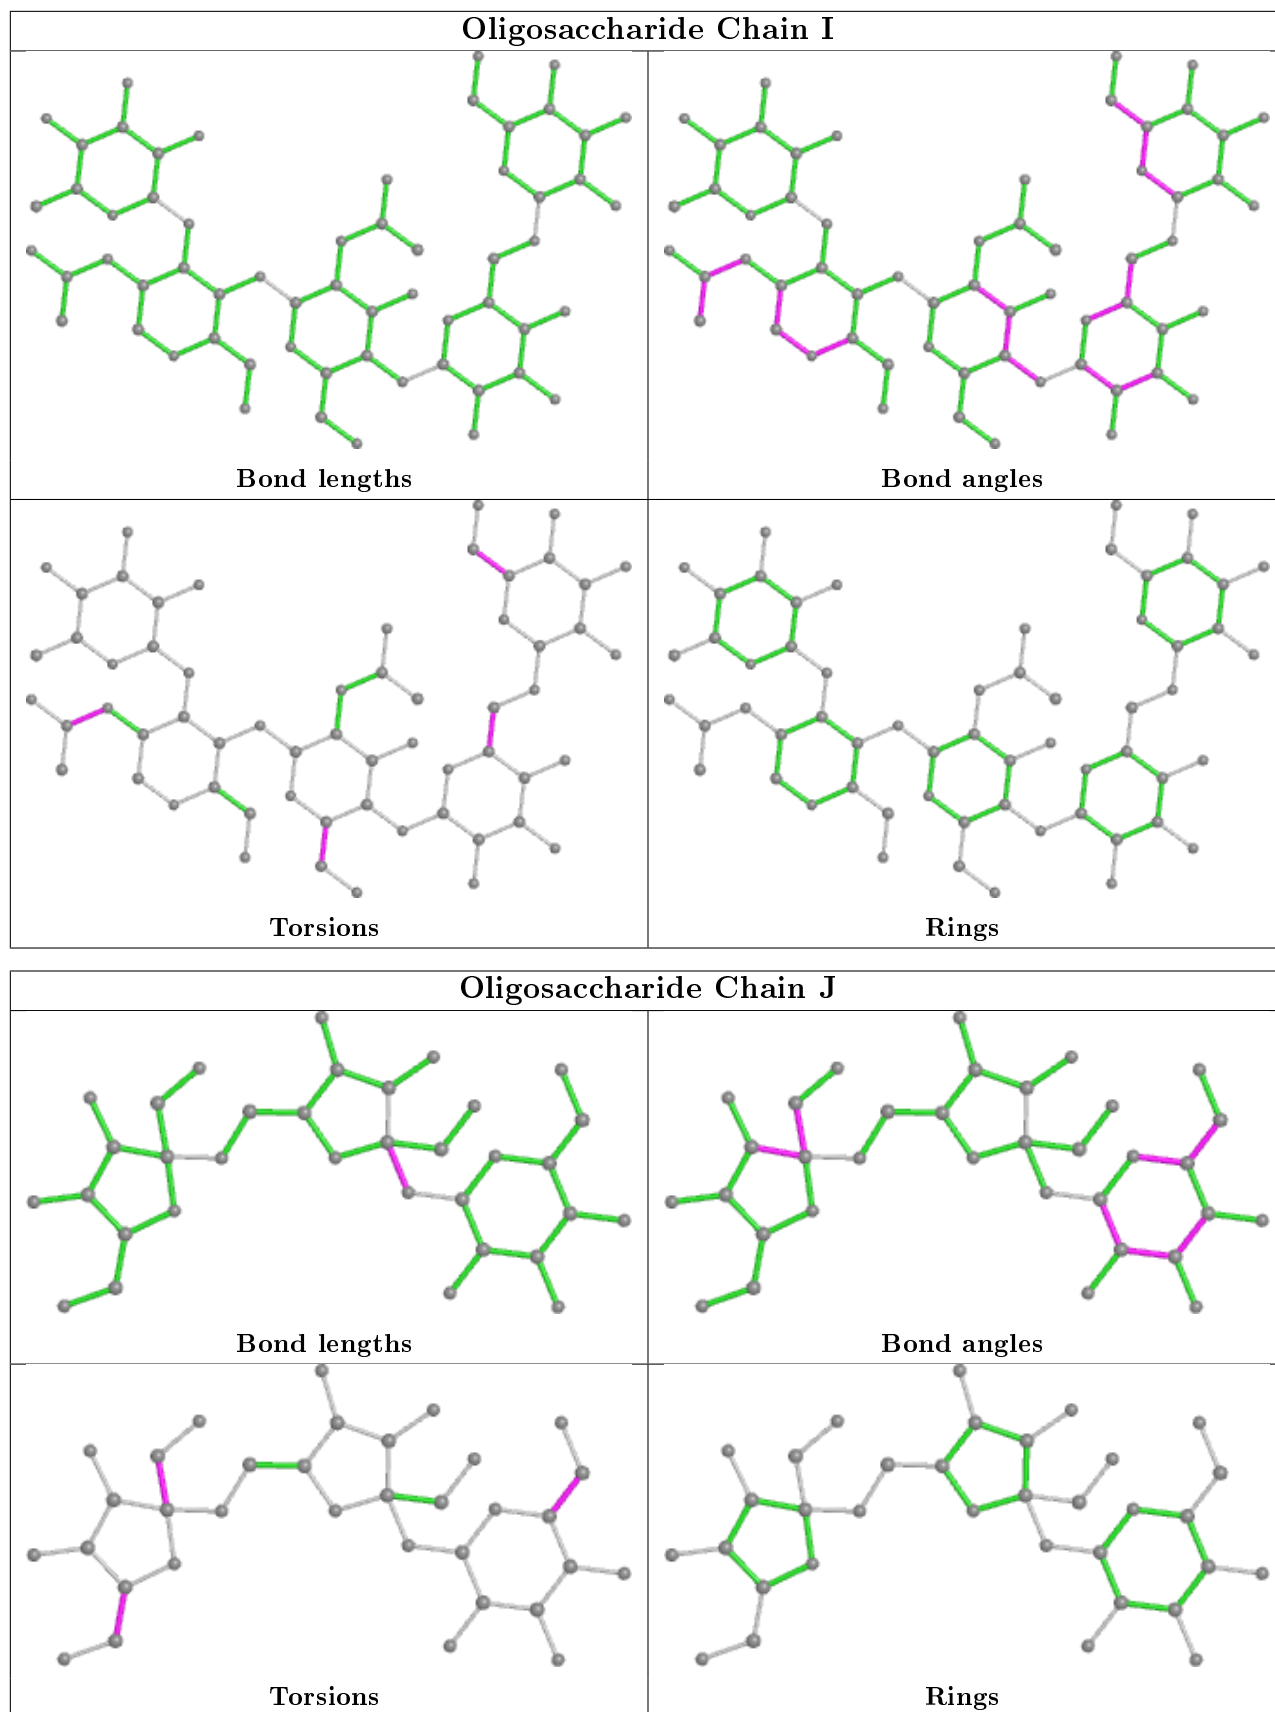 Oligosaccharide Chain I
Bond lengths
Bond angles
Torsions
Rings
Oligosaccharide Chain J
Bond lengths
Bond angles
Torsions
Rings